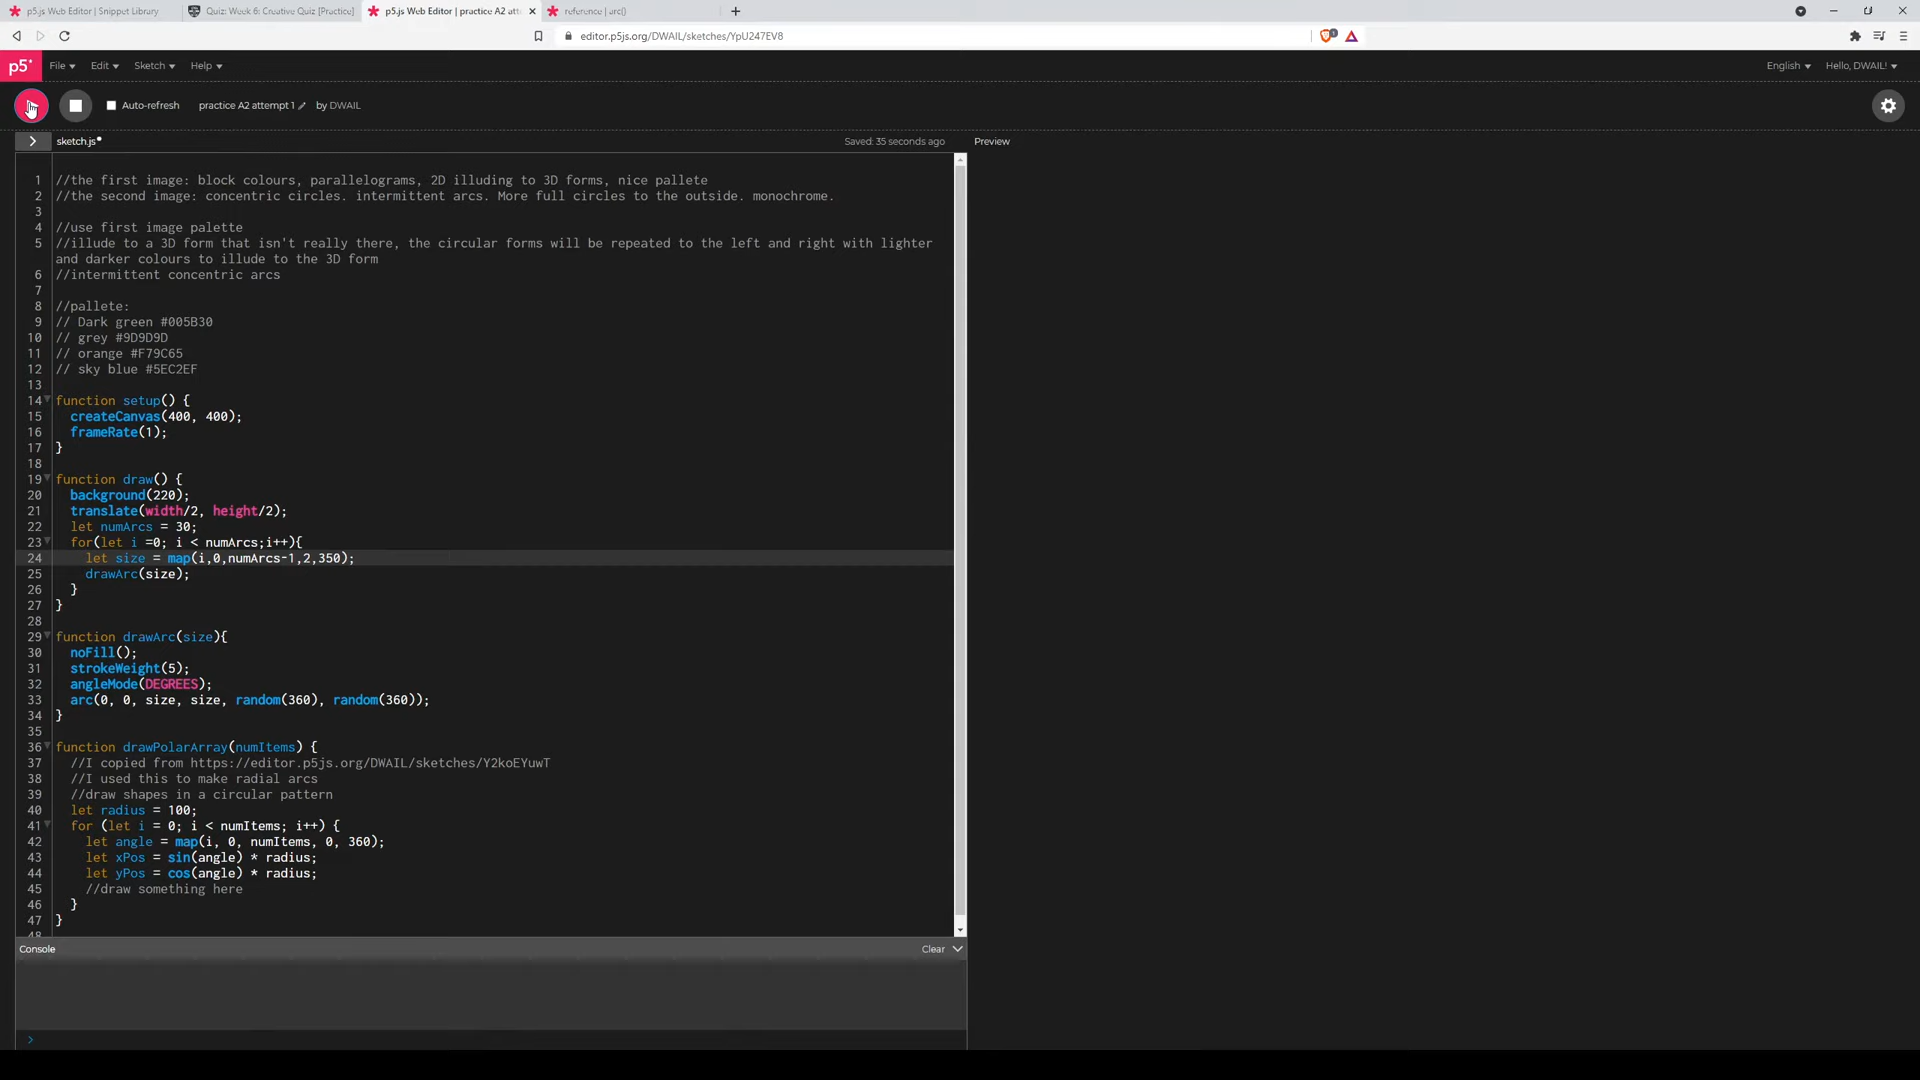 p5.js Web Editor | Snippet Library
Quiz: Week 6: Creative Quiz [Practice]
p5.js Web Editor | practice A2 att
reference | arc()
editor.p5js.org/DWAIL/sketches/YpU247EV8
p5* File Edit Sketch Help English Hello, DWAIL!
Auto-refresh practice A2 attempt 1 by DWAIL
sketch.js Saved: 35 seconds ago Preview
1 //the first image: block colours, parallelograms, 2D illuding to 3D forms, nice pallete
2 //the second image: concentric circles. intermittent arcs. More full circles to the outside. monochrome.
3
4 //use first image palette
5 //illude to a 3D form that isn't really there, the circular forms will be repeated to the left and right with lighter
and darker colours to illude to the 3D form
6 //intermittent concentric arcs
7
8 //pallete:
9 // Dark green #005B30
10 // grey #9D9D9D
11 // orange #F79C65
12 // sky blue #5EC2EF
13
14 function setup() {
15 createCanvas(400, 400);
16 frameRate(1);
17 }
18
19 function draw() {
20 background(220);
21 translate(width/2, height/2);
22 let numArcs = 30;
23 for(let i =0; i < numArcs;i++){
24 let size = map(i,0,numArcs-1,2,350);
25 drawArc(size);
26 }
27 }
28
29 function drawArc(size){
30 noFill();
31 strokeWeight(5);
32 angleMode(DEGREES);
33 arc(0, 0, size, size, random(360), random(360));
34 }
35
36 function drawPolarArray(numItems) {
37 //I copied from https://editor.p5js.org/DWAIL/sketches/Y2koEYuwT
38 //I used this to make radial arcs
39 //draw shapes in a circular pattern
40 let radius = 100;
41 for (let i = 0; i < numItems; i++) {
42 let angle = map(i, 0, numItems, 0, 360);
43 let xPos = sin(angle) * radius;
44 let yPos = cos(angle) * radius;
45 //draw something here
46 }
47 }
48
Console Clear
>